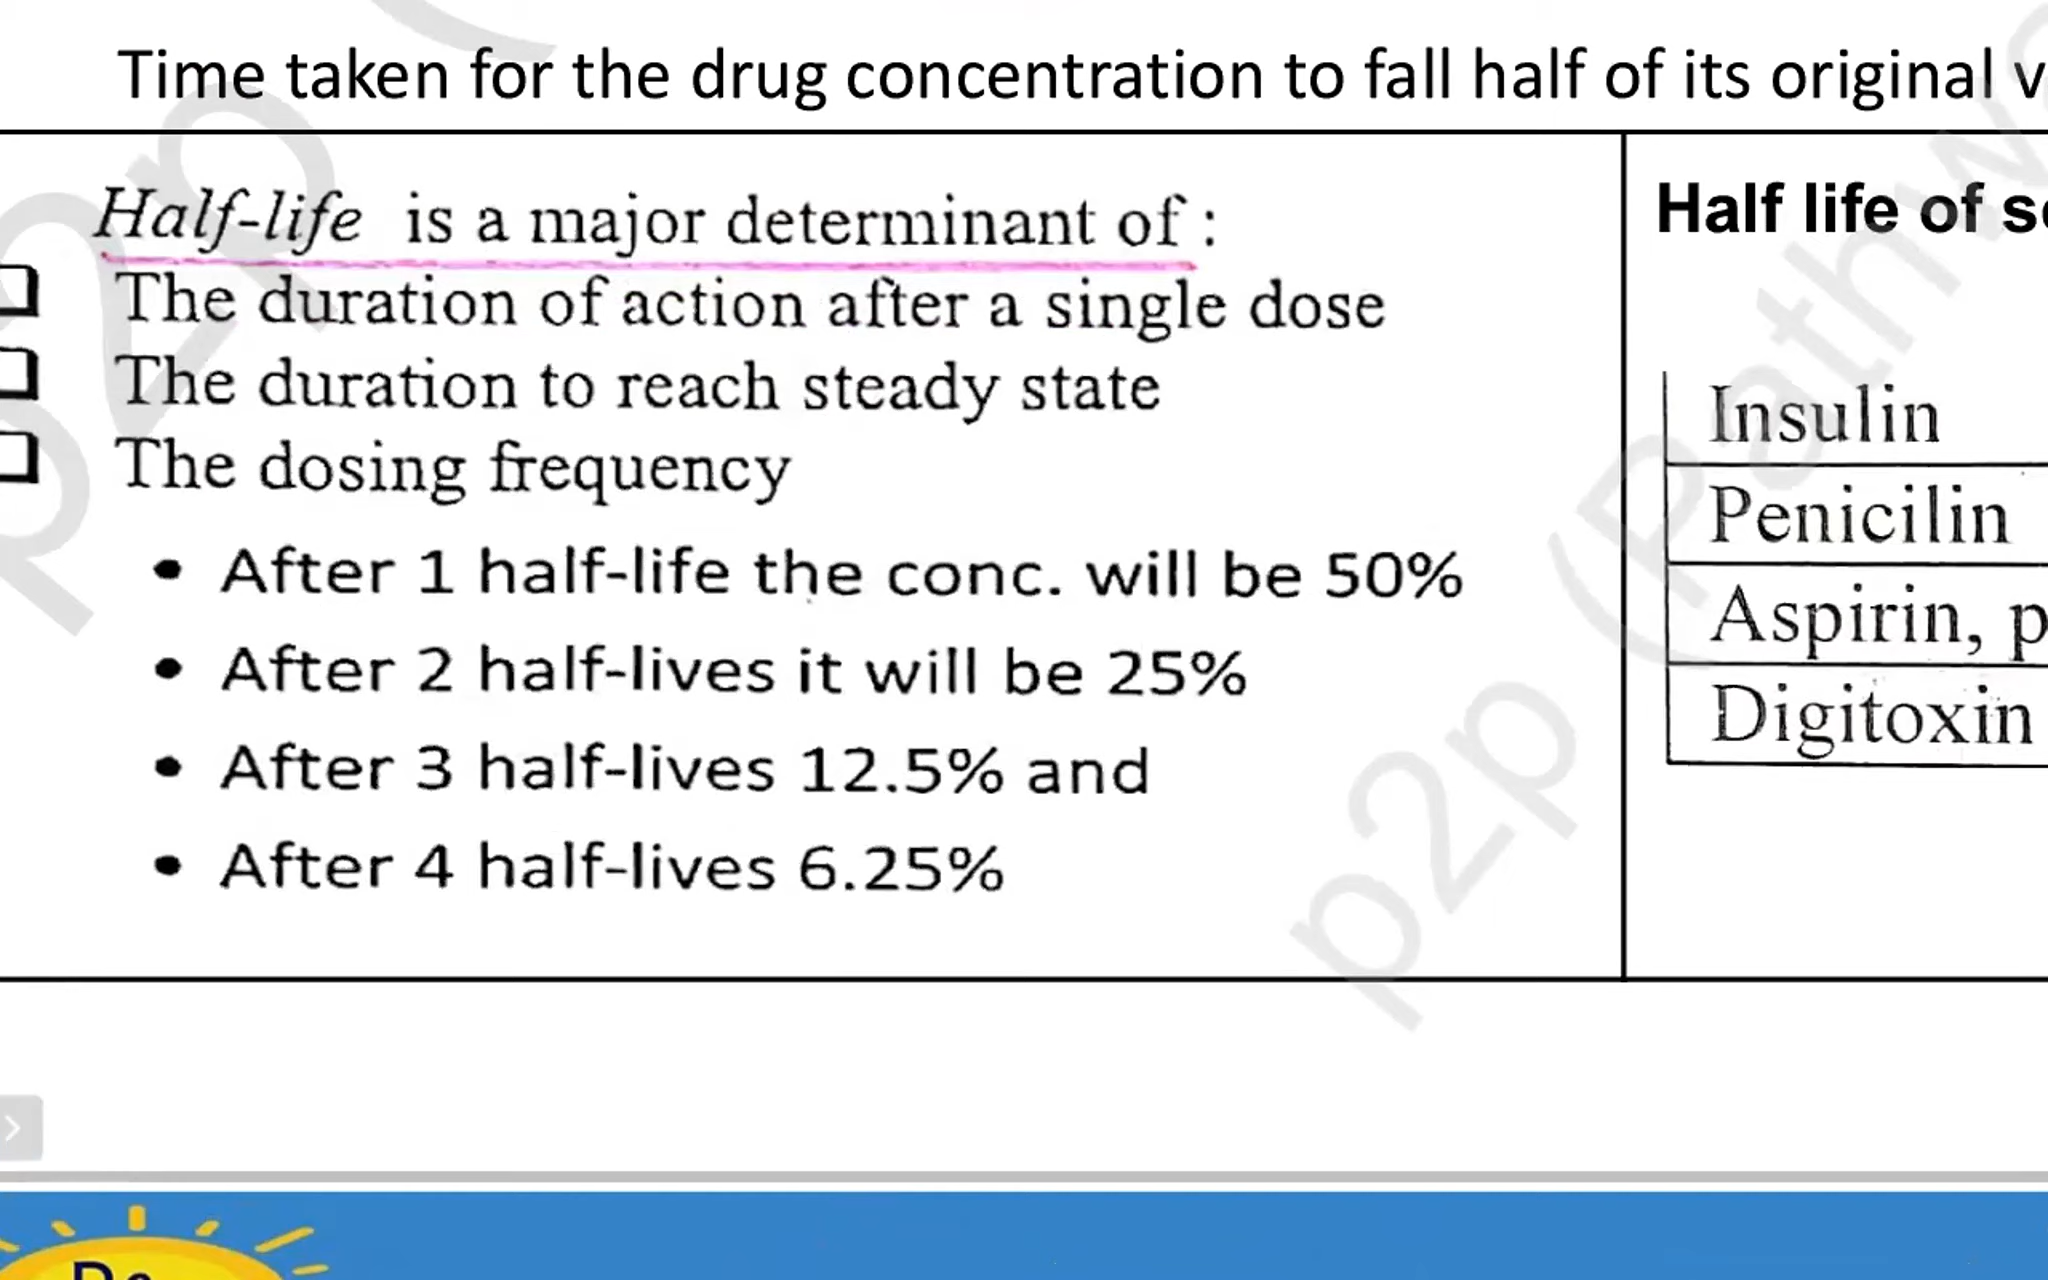 Time taken for the drug concentration to fall half of its original
Half-life is a major determinant of :
The duration of action after a single dose
The duration to reach steady state
The dosing frequency
• After 1 half-life the conc. will be 50%
• After 2 half-lives it will be 25%
• After 3 half-lives 12.5% and
• After 4 half-lives 6.25%
Half life of
Insulin
Penicilin
Aspirin,
Digitoxin
p2p
p2p (Pathw